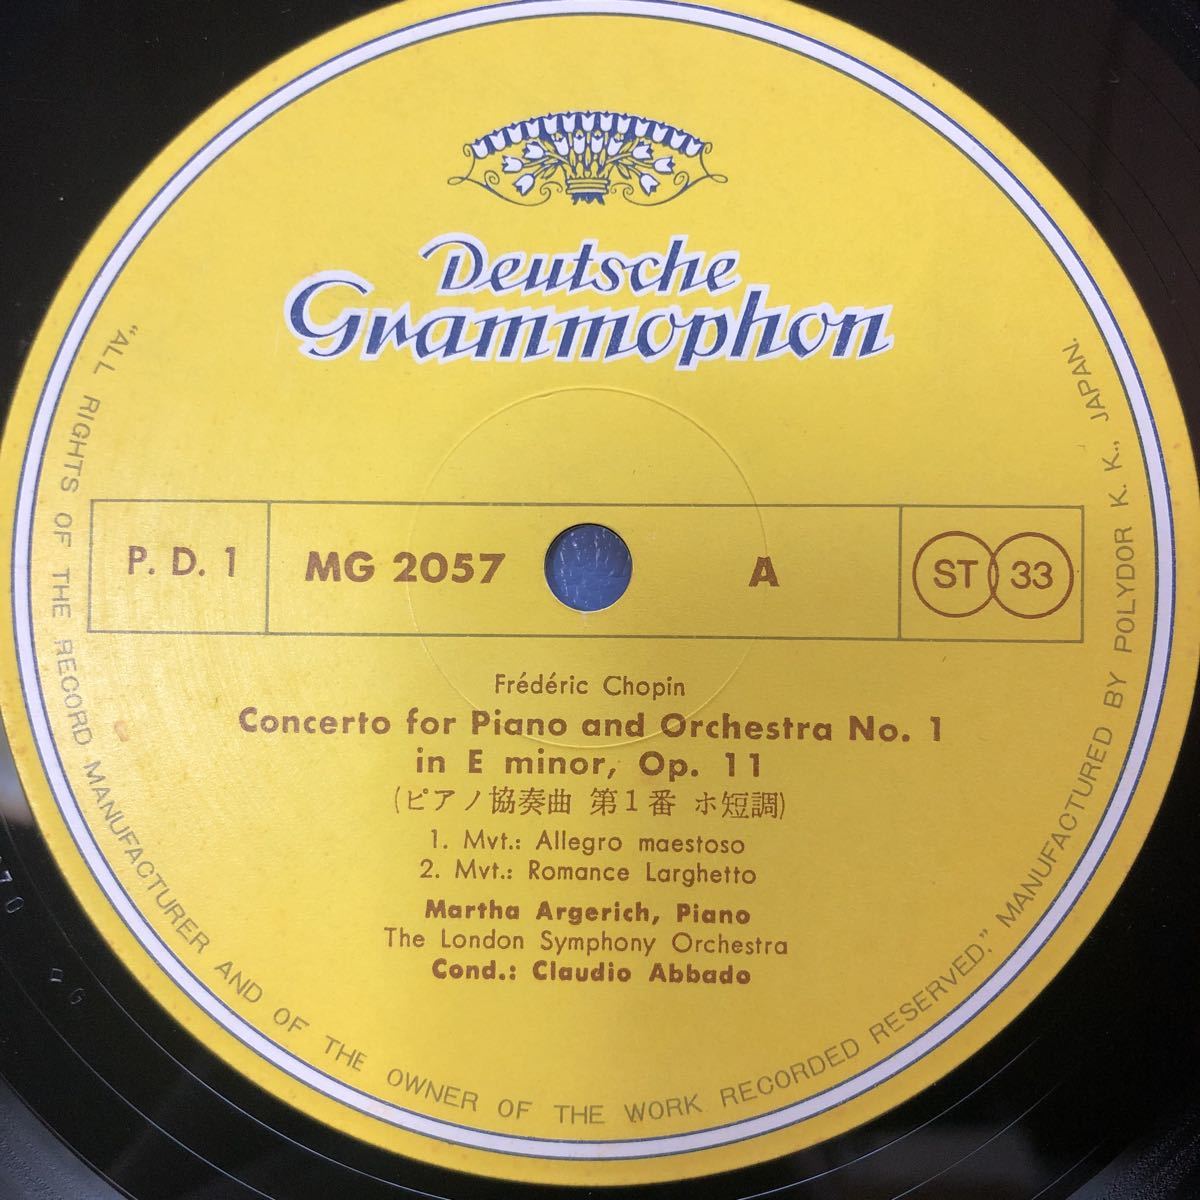 Deutsche
Grammophon
P. D. 1 MG 2057 A ST 33
Frédéric Chopin
Concerto for Piano and Orchestra No. 1
in E minor, Op. 11
(ピアノ協奏曲 第1番 ホ短調)
1. Mvt.: Allegro maestoso
2. Mvt.: Romance Larghetto
Martha Argerich, Piano
The London Symphony Orchestra
Cond.: Claudio Abbado
"ALL RIGHTS OF THE RECORD MANUFACTURER AND OF THE OWNER OF THE WORK RECORDED RESERVED." MANUFACTURED BY POLYDOR K. K., JAPAN.